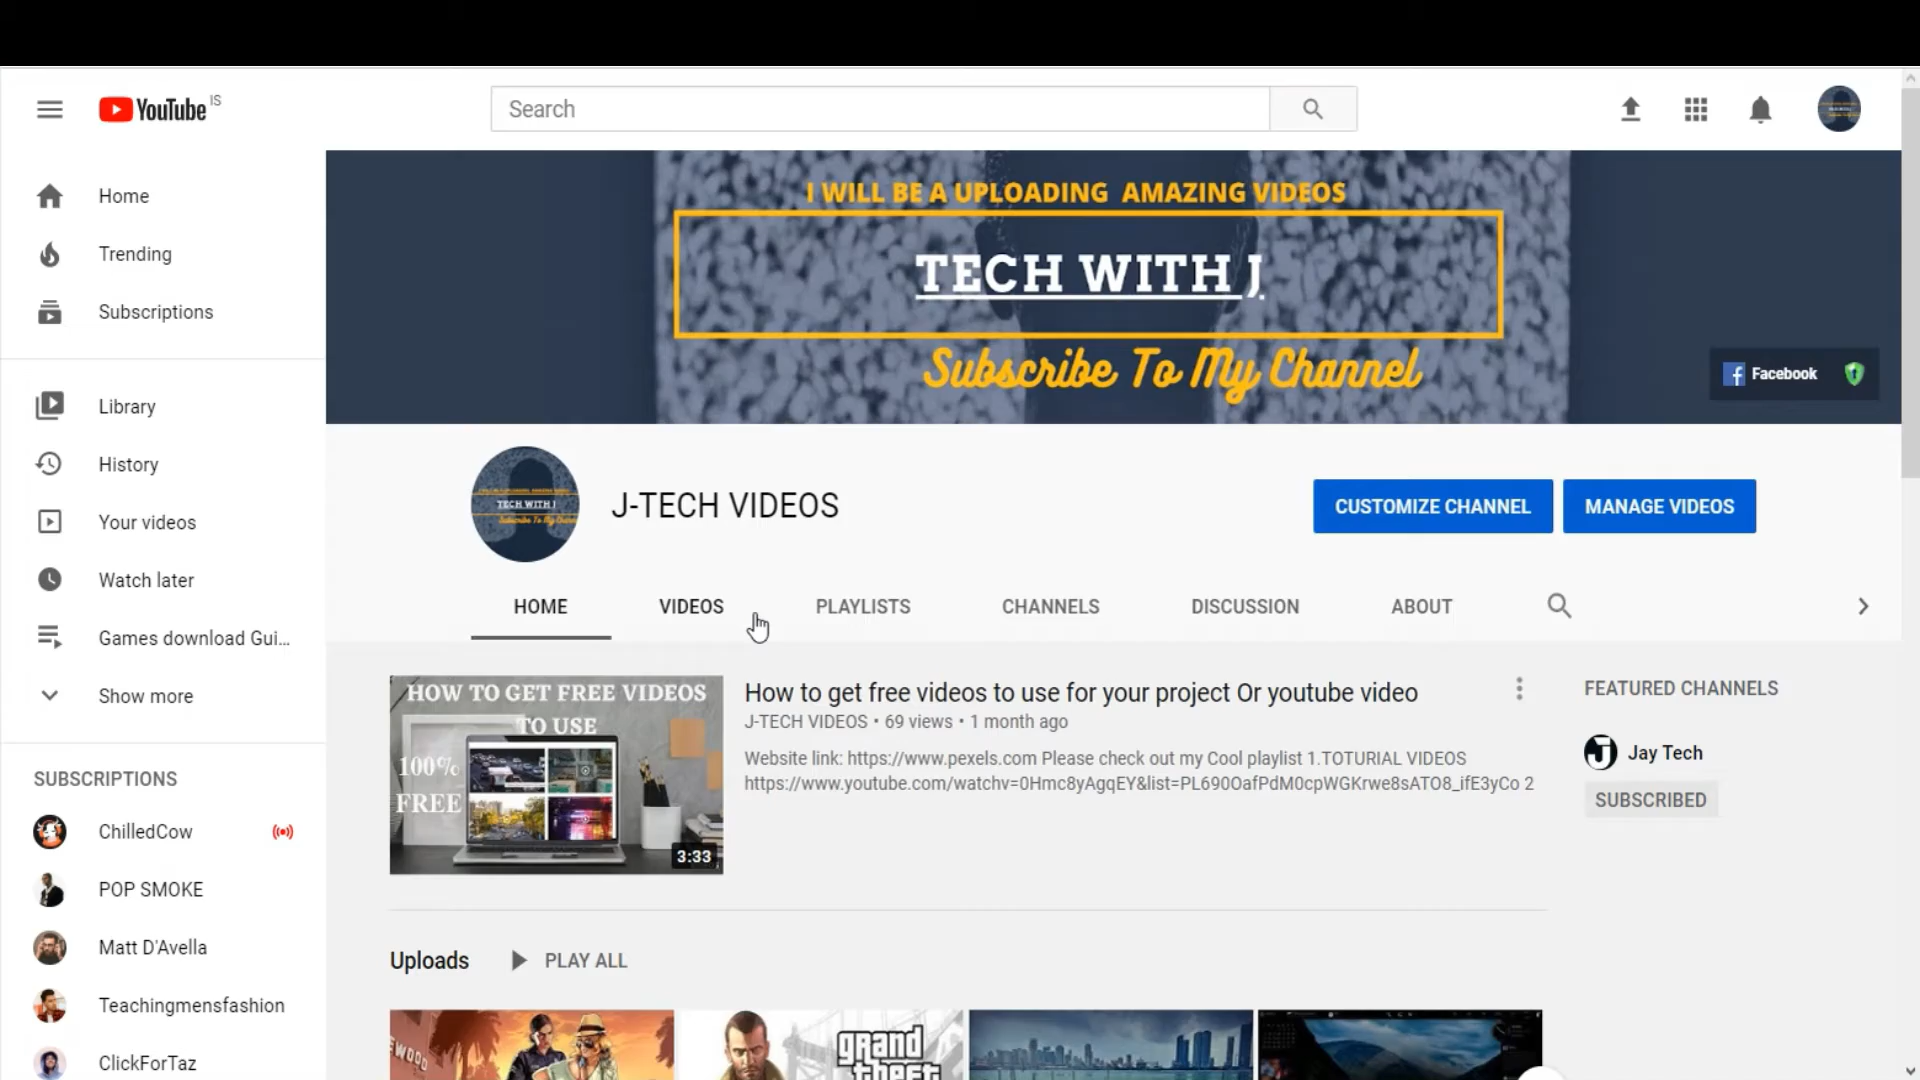 YouTube IS
Search
Home
Trending
Subscriptions
Library
History
Your videos
Watch later
Games download Gui...
Show more
SUBSCRIPTIONS
ChilledCow
POP SMOKE
Matt D'Avella
Teachingmensfashion
ClickForTaz
I WILL BE A UPLOADING AMAZING VIDEOS
TECH WITH J
Subscribe To My Channel
Facebook
TECH WITH J
J-TECH VIDEOS
CUSTOMIZE CHANNEL
MANAGE VIDEOS
HOME VIDEOS PLAYLISTS CHANNELS DISCUSSION ABOUT
HOW TO GET FREE VIDEOS
TO USE
100%
FREE
3:33
How to get free videos to use for your project Or youtube video
J-TECH VIDEOS • 69 views • 1 month ago
Website link: https://www.pexels.com Please check out my Cool playlist 1.TOTURIAL VIDEOS
https://www.youtube.com/watchv=0Hmc8yAgqEY&list=PL690OafPdM0cpWGKrwe8sATO8_ifE3yCo 2
FEATURED CHANNELS
Jay Tech
SUBSCRIBED
Uploads
PLAY ALL
grand
theft